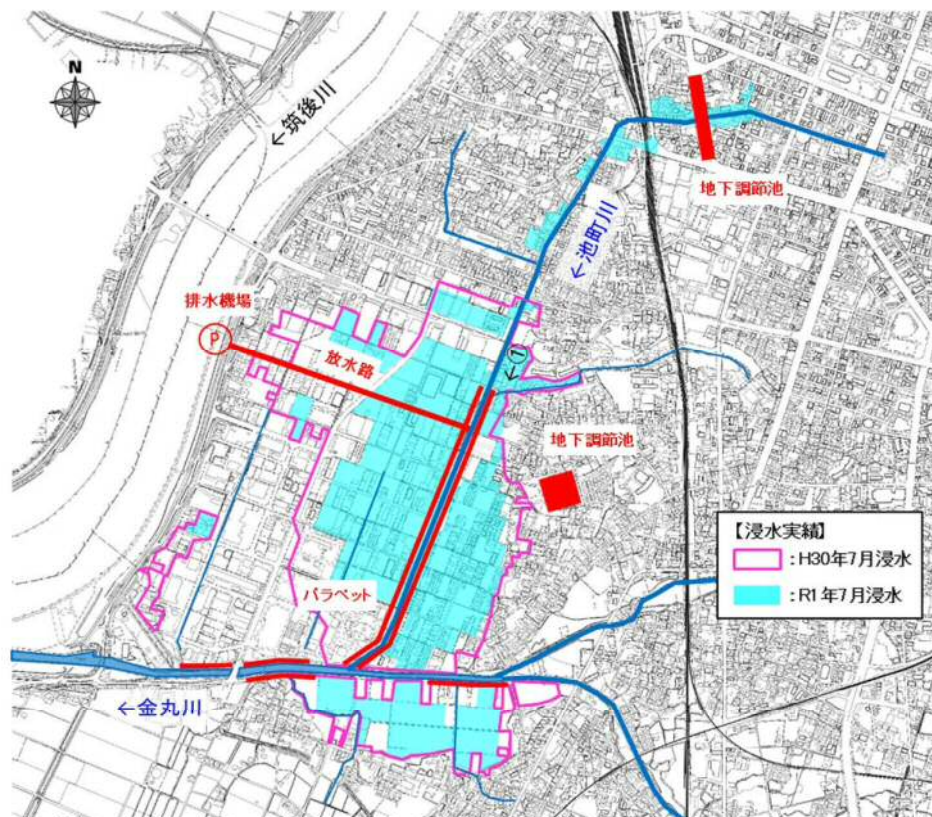 N
←筑後川
地下調節池
←池町川
排水機場
P
放水路
①
←
地下調節池
【浸水実績】
:H30年7月浸水
:R1年7月浸水
パラペット
←金丸川